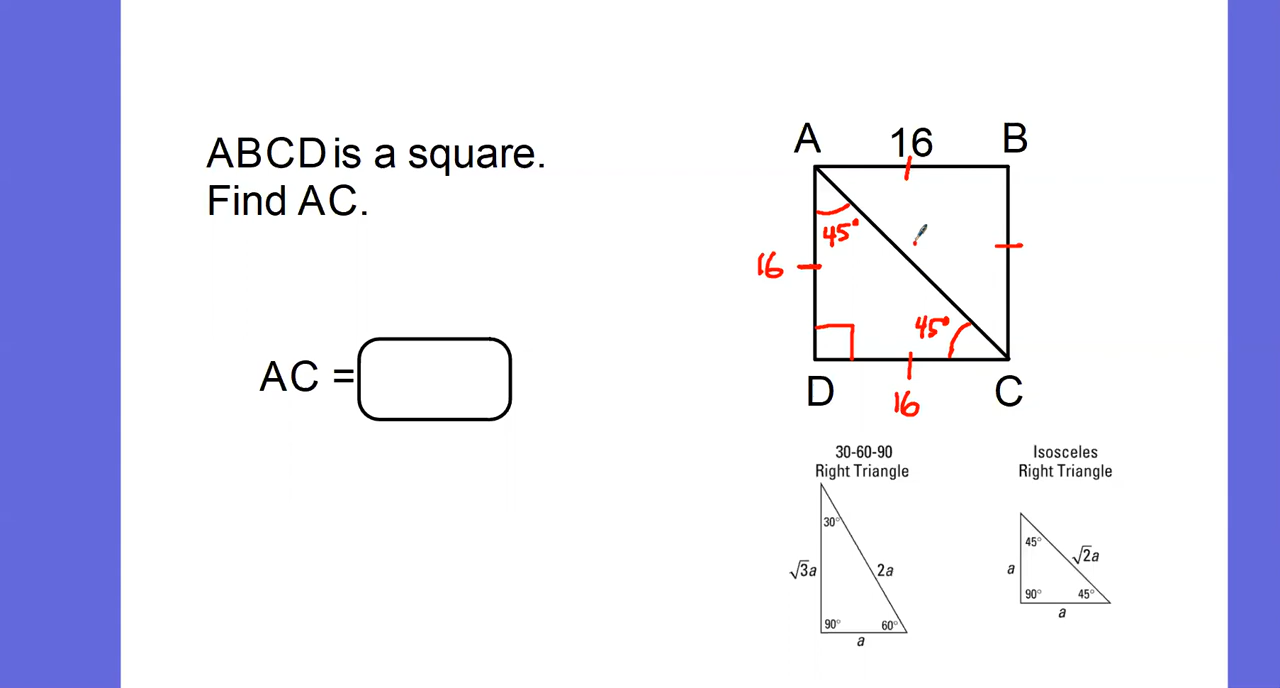 ABCD is a square.
Find AC.
AC =
A
16
B
45°
16
45°
D
16
C
30-60-90
Right Triangle
30°
√3a
2a
90°
60°
a
Isosceles
Right Triangle
45°
√2a
a
90°
45°
a